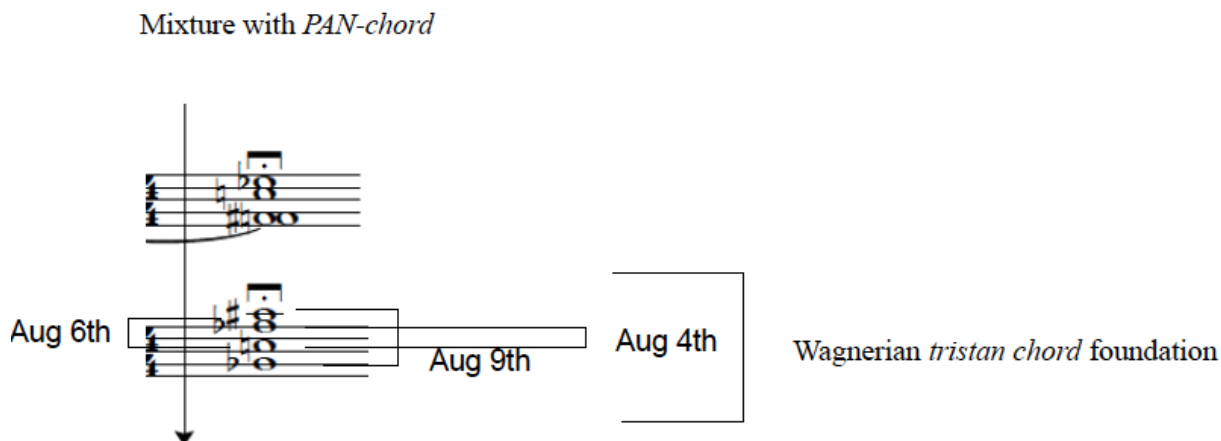 Mixture with PAN-chord
Aug 6th
Aug 9th
Aug 4th
Wagnerian tristan chord foundation